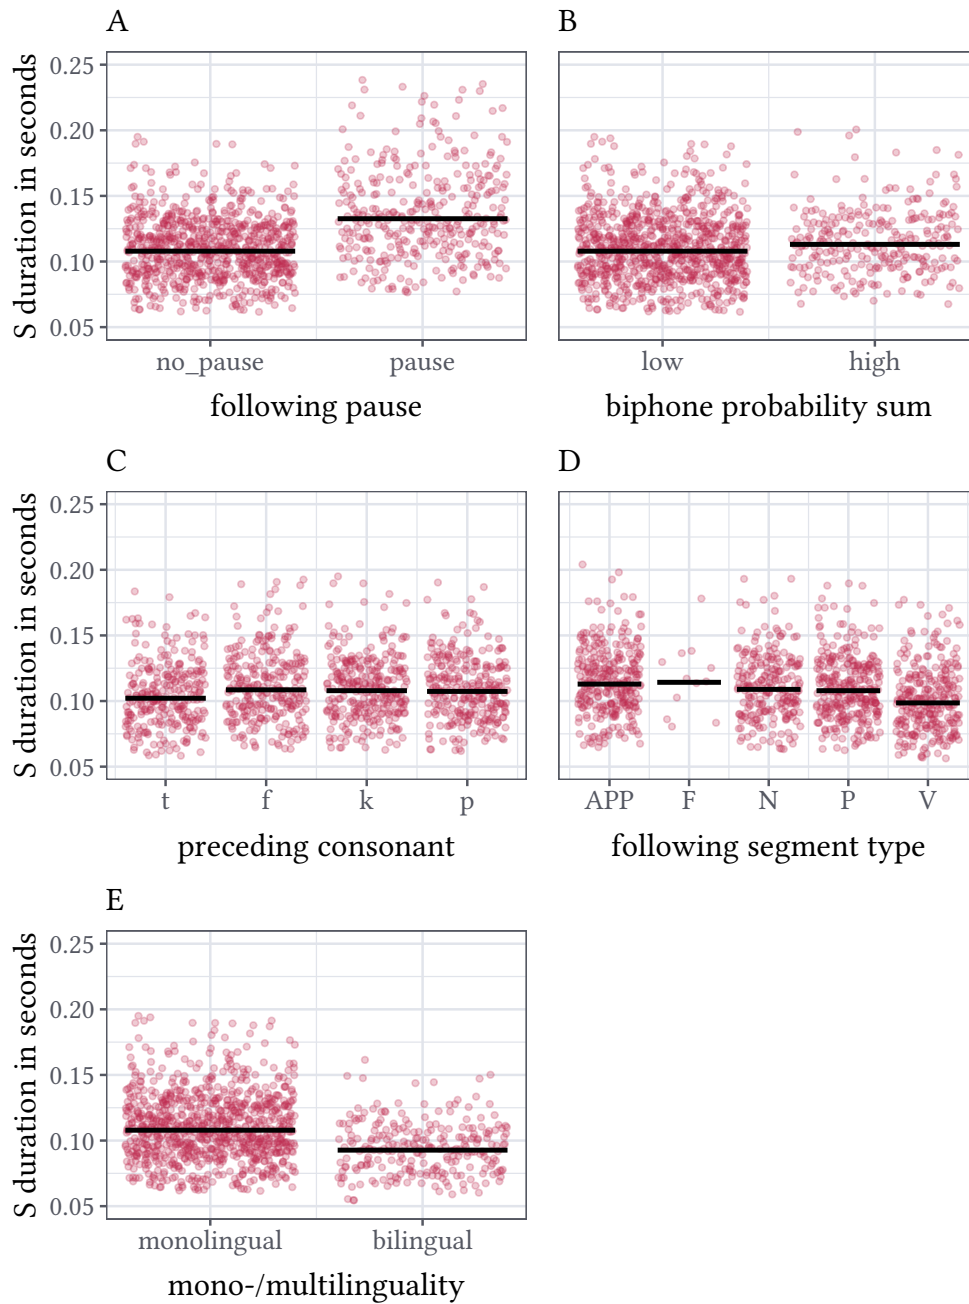 A
B
S duration in seconds
0.25
0.20
0.15
0.10
0.05
no_pause pause
low high
following pause
biphone probability sum
C
D
S duration in seconds
0.25
0.20
0.15
0.10
0.05
t f k p
APP F N P V
preceding consonant
following segment type
E
S duration in seconds
0.25
0.20
0.15
0.10
0.05
monolingual bilingual
mono-/multilinguality